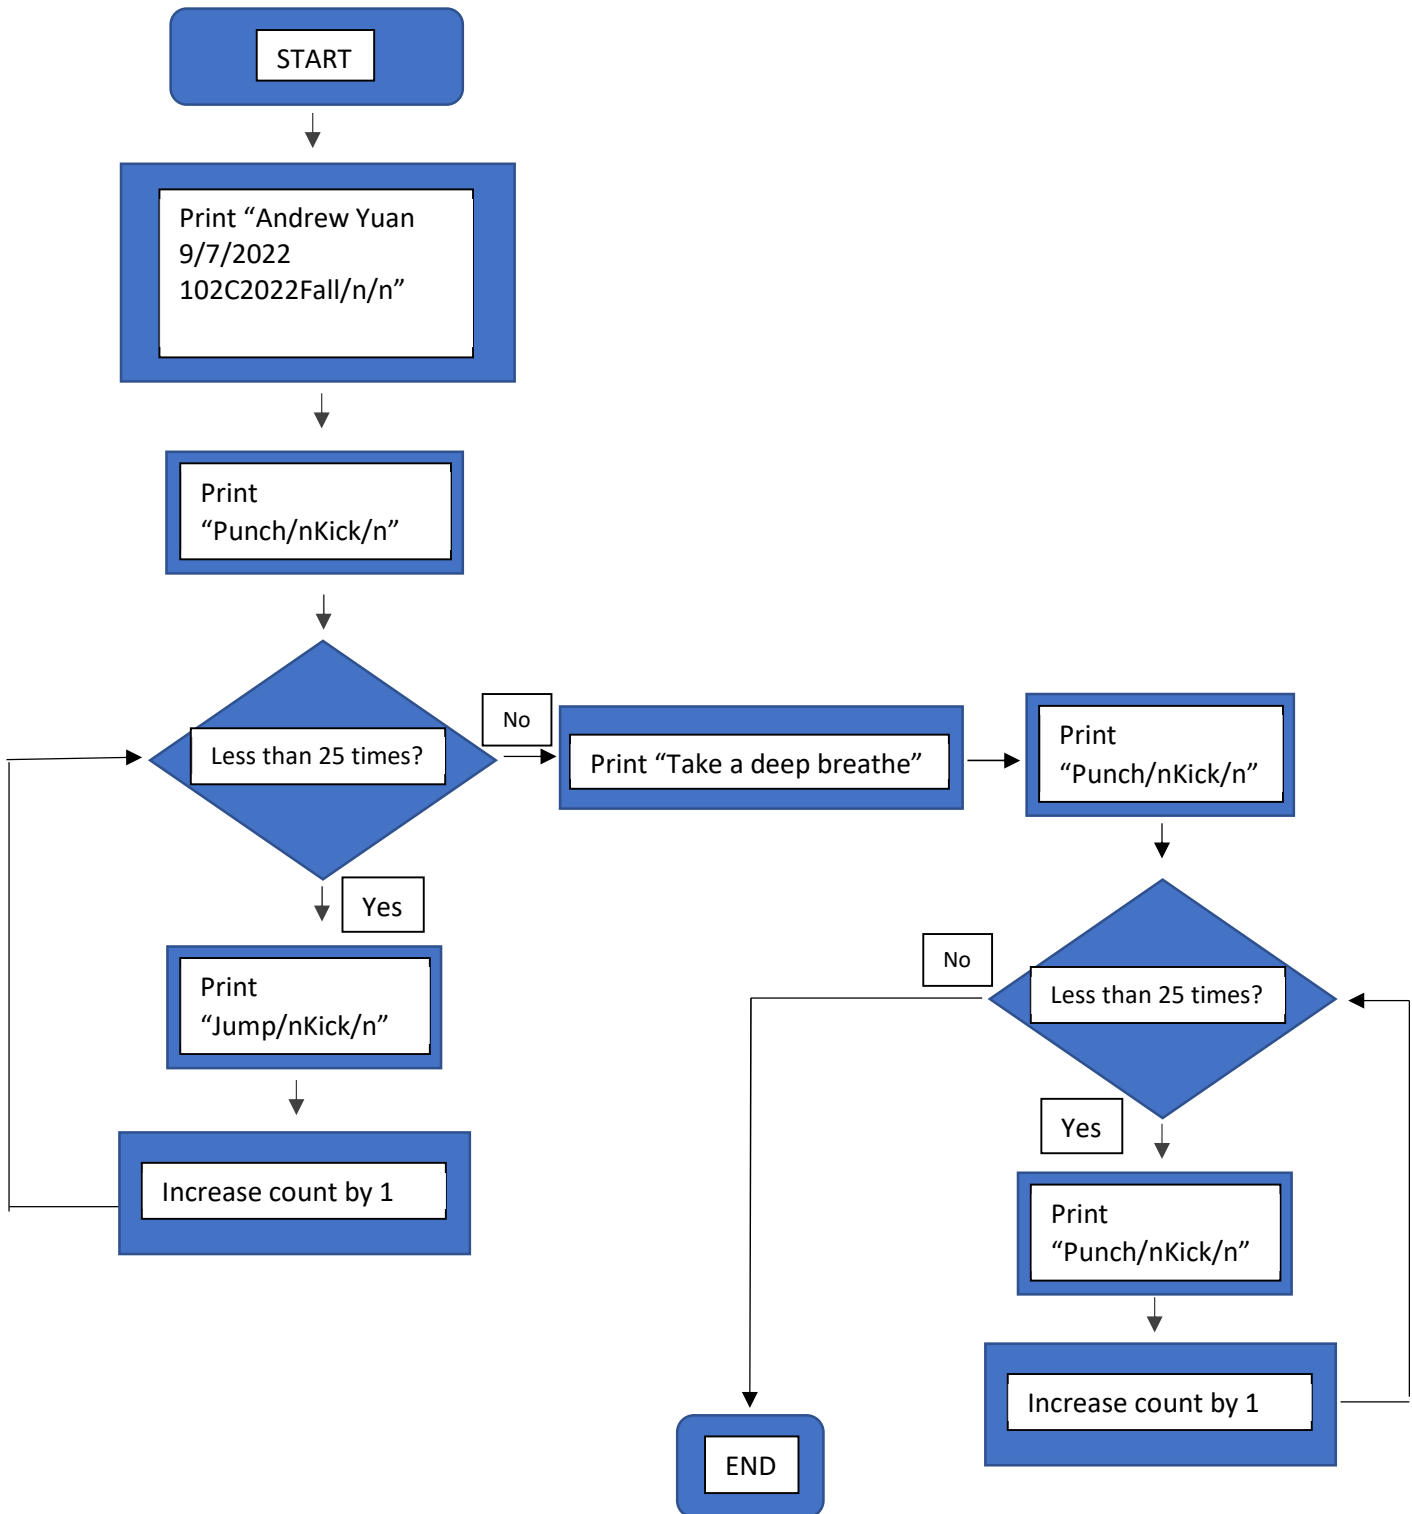 START
Print “Andrew Yuan
9/7/2022
102C2022Fall/n/n”
Print
“Punch/nKick/n”
Less than 25 times?
No
Print “Take a deep breathe”
Print
“Punch/nKick/n”
Yes
Print
“Jump/nKick/n”
Increase count by 1
Less than 25 times?
No
Yes
Print
“Punch/nKick/n”
Increase count by 1
END